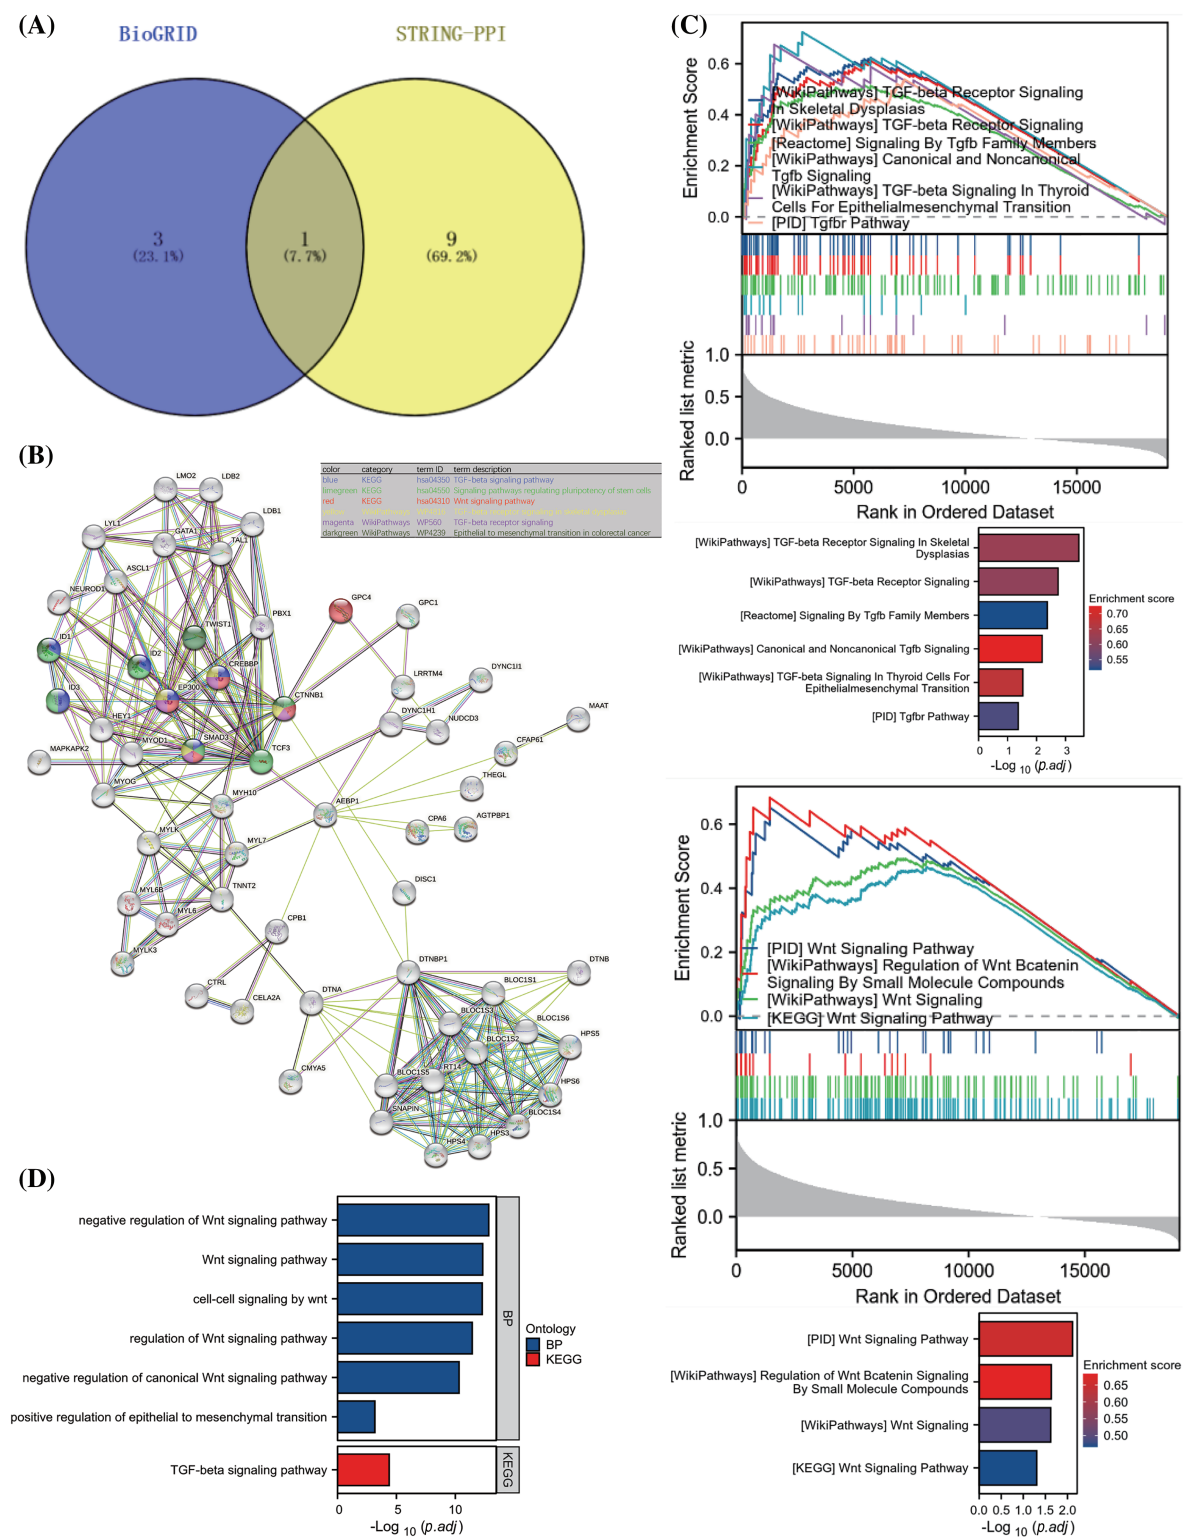 (A)
BioGRID
STRING-PPI
3
(23.1%)
1
(7.7%)
9
(69.2%)
(B)
color category term ID term description
blue KEGG hsa04350 TGF-beta signaling pathway
limegreen KEGG hsa04550 Signaling pathways regulating pluripotency of stem cells
red KEGG hsa04310 Wnt signaling pathway
magenta WikiPathways WP560 TGF-beta receptor signaling
darkgreen WikiPathways WP4239 Epithelial to mesenchymal transition in colorectal cancer
LMO2
LDB2
LDB1
LYL1
GATA1
TAL1
ASCL1
NEUROD1
PBX1
GPC4
GPC1
TWIST1
ID1
ID2
CREBBP
ID3
EP300
CTNNB1
LRRTM4
DYNC1I1
HEY1
DYNC1H1
NUDCD3
MAAT
MYOD1
SMAD3
TCF3
CFAP61
MAPKAPK2
MYOG
THEGL
MYH10
AEBP1
CPA6
AGTPBP1
MYLK
MYL7
DISC1
TNNT2
MYL6B
MYL6
CPB1
MYLK3
DTNBP1
DTNB
CTRL
CELA2A
DTNA
BLOC1S1
BLOC1S3
BLOC1S6
BLOC1S2
HPS5
CMYA5
BLOC1S5
RT14
HPS6
SNAPIN
BLOC1S4
HPS4
HPS3
(C)
Enrichment Score
0.6
0.4
0.2
0.0
[WikiPathways] TGF-beta Receptor Signaling
In Skeletal Dysplasias
[WikiPathways] TGF-beta Receptor Signaling
[Reactome] Signaling By Tgfb Family Members
[WikiPathways] Canonical and Noncanonical
Tgfb Signaling
[WikiPathways] TGF-beta Signaling In Thyroid
Cells For Epithelialmesenchymal Transition
[PID] Tgfbr Pathway
Ranked list metric
1.0
0.5
0.0
0 5000 10000 15000
Rank in Ordered Dataset
[WikiPathways] TGF-beta Receptor Signaling In Skeletal
Dysplasias
[WikiPathways] TGF-beta Receptor Signaling
[Reactome] Signaling By Tgfb Family Members
[WikiPathways] Canonical and Noncanonical Tgfb Signaling
[WikiPathways] TGF-beta Signaling In Thyroid Cells For
Epithelialmesenchymal Transition
[PID] Tgfbr Pathway
0 1 2 3
-Log 10 (p.adj)
Enrichment score
0.70
0.65
0.60
0.55
Enrichment Score
0.6
0.4
0.2
0.0
[PID] Wnt Signaling Pathway
[WikiPathways] Regulation of Wnt Bcatenin
Signaling By Small Molecule Compounds
[WikiPathways] Wnt Signaling
[KEGG] Wnt Signaling Pathway
Ranked list metric
1.0
0.5
0.0
0 5000 10000 15000
Rank in Ordered Dataset
[PID] Wnt Signaling Pathway
[WikiPathways] Regulation of Wnt Bcatenin Signaling
By Small Molecule Compounds
[WikiPathways] Wnt Signaling
[KEGG] Wnt Signaling Pathway
0.0 0.5 1.0 1.5 2.0
-Log 10 (p.adj)
Enrichment score
0.65
0.60
0.55
0.50
(D)
negative regulation of Wnt signaling pathway
Wnt signaling pathway
cell-cell signaling by wnt
regulation of Wnt signaling pathway
negative regulation of canonical Wnt signaling pathway
positive regulation of epithelial to mesenchymal transition
TGF-beta signaling pathway
BP
KEGG
0 5 10
-Log 10 (p.adj)
Ontology
BP
KEGG